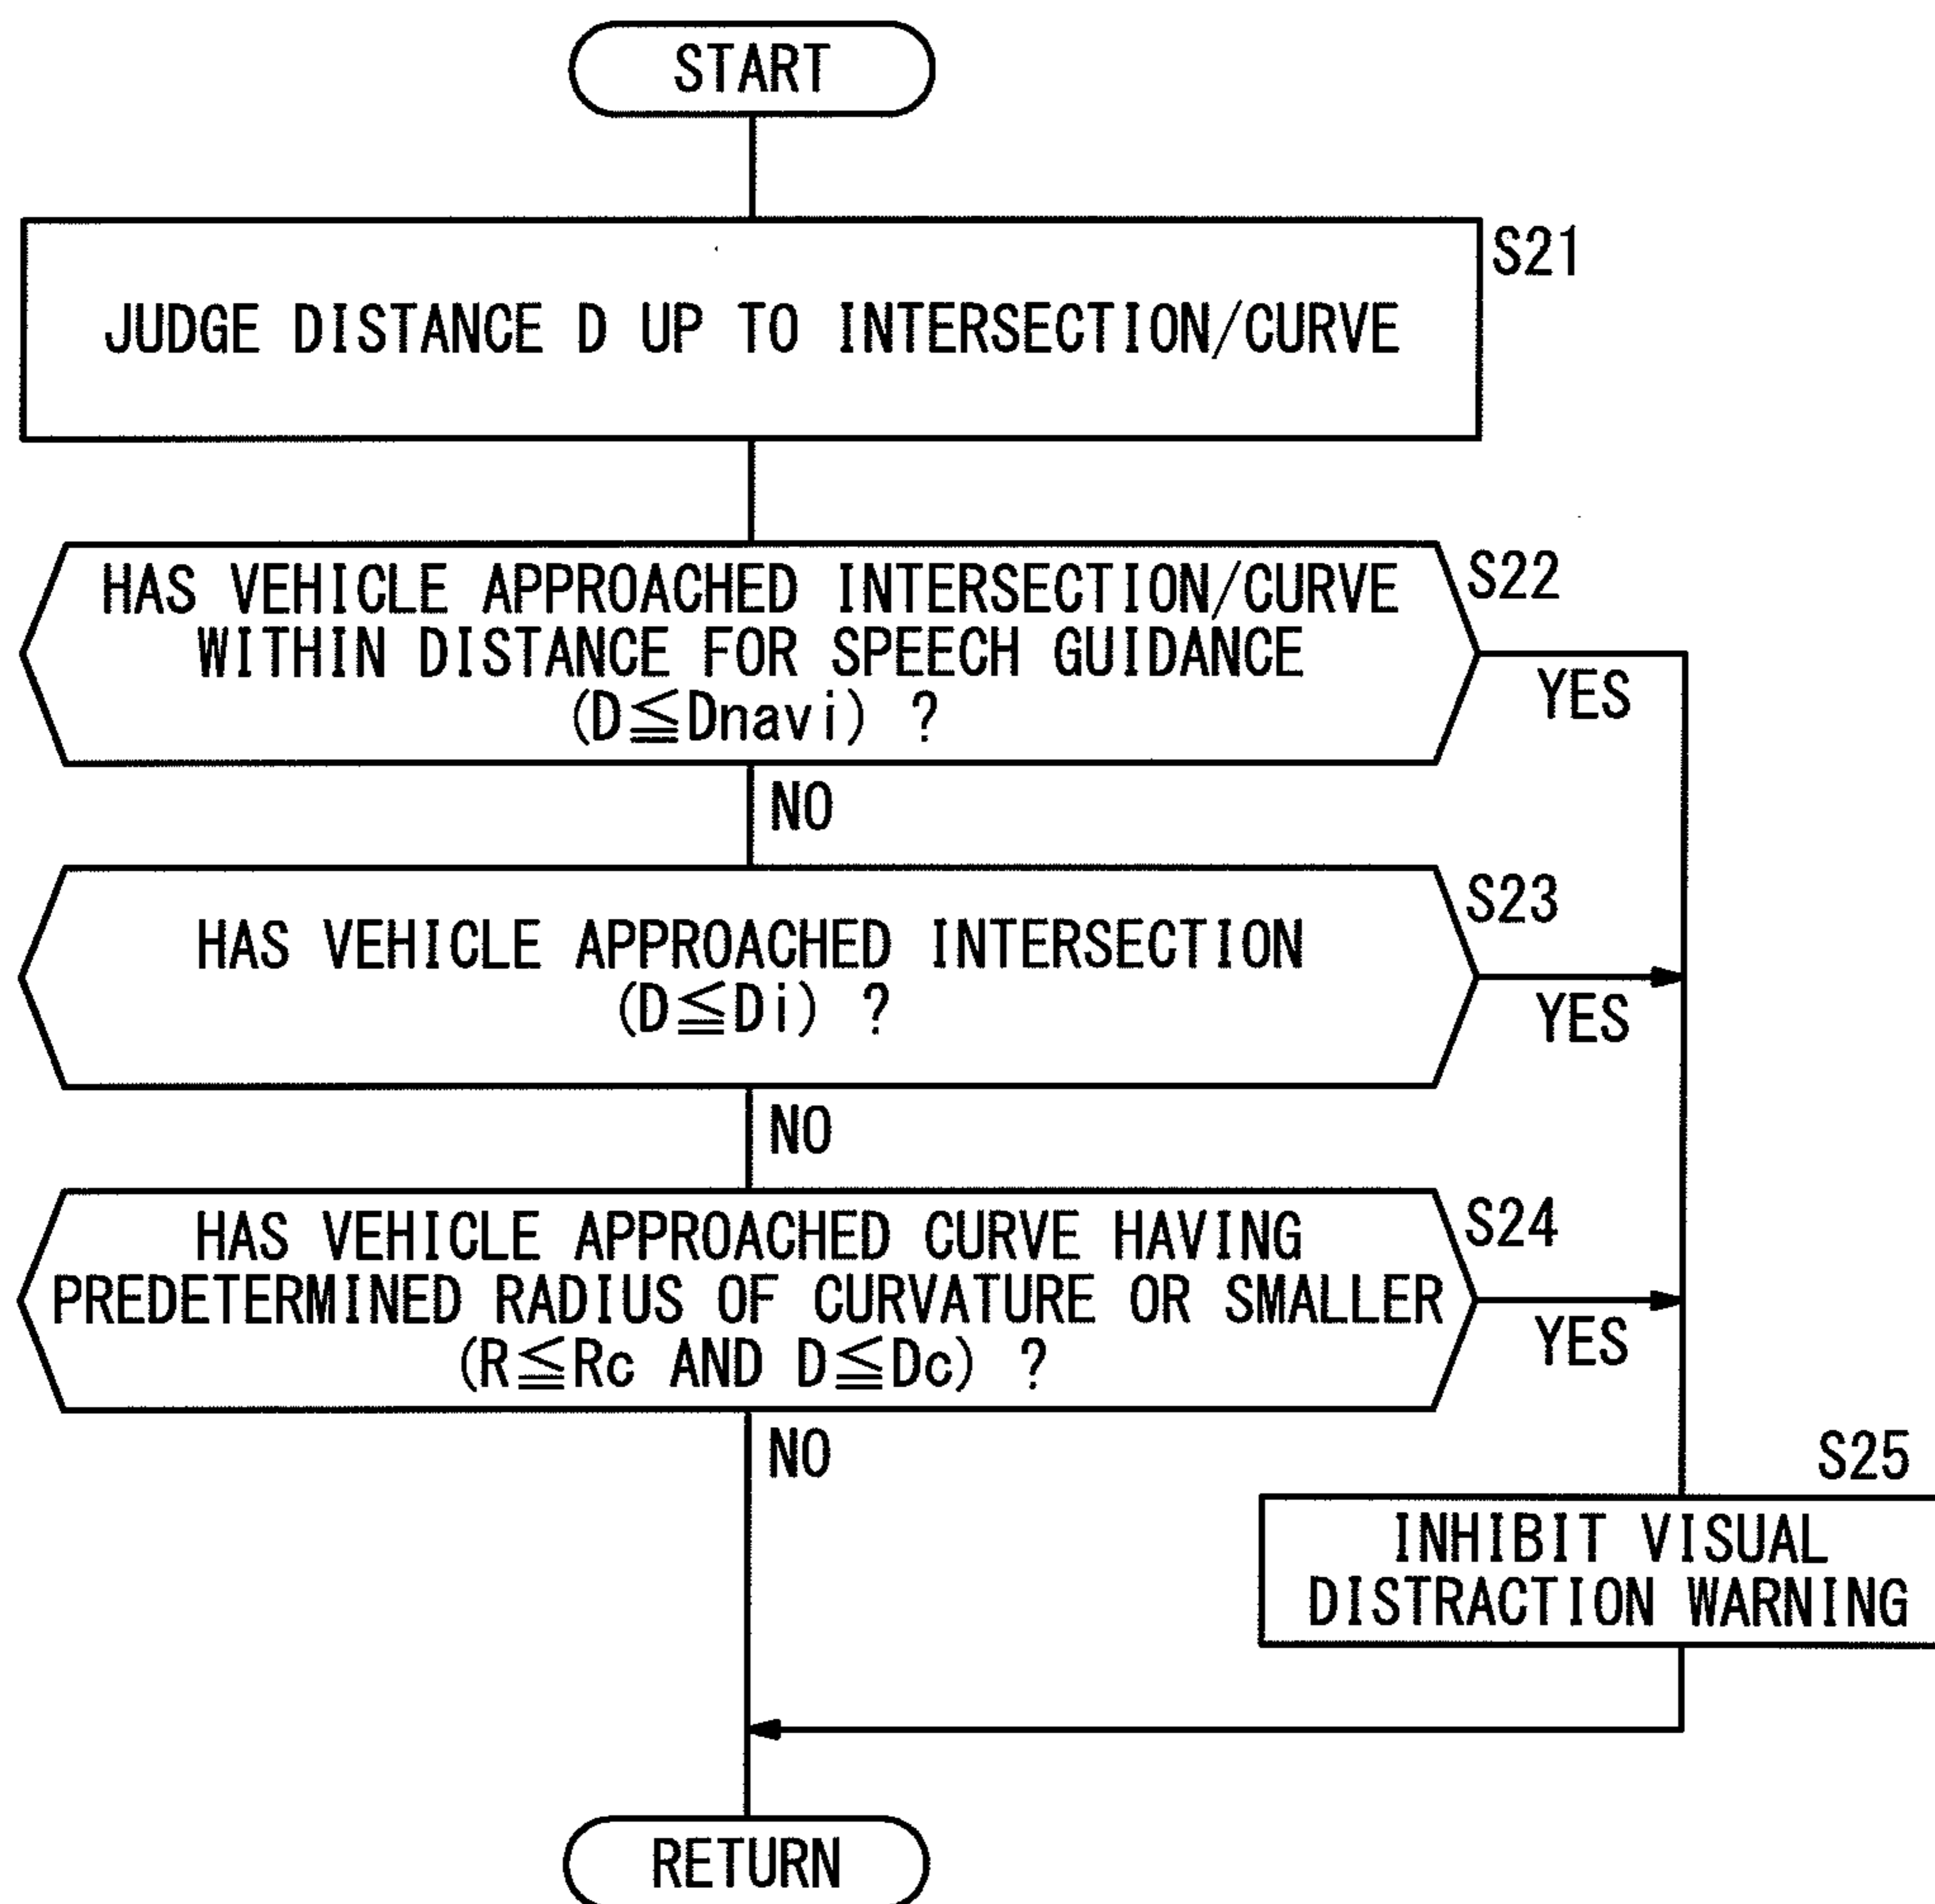 START
S21
JUDGE DISTANCE D UP TO INTERSECTION/CURVE
S22
HAS VEHICLE APPROACHED INTERSECTION/CURVE
WITHIN DISTANCE FOR SPEECH GUIDANCE
(D≦Dnavi) ?
YES
NO
S23
HAS VEHICLE APPROACHED INTERSECTION
(D≦Di) ?
YES
NO
S24
HAS VEHICLE APPROACHED CURVE HAVING
PREDETERMINED RADIUS OF CURVATURE OR SMALLER
(R≦Rc AND D≦Dc) ?
YES
NO
S25
INHIBIT VISUAL
DISTRACTION WARNING
RETURN